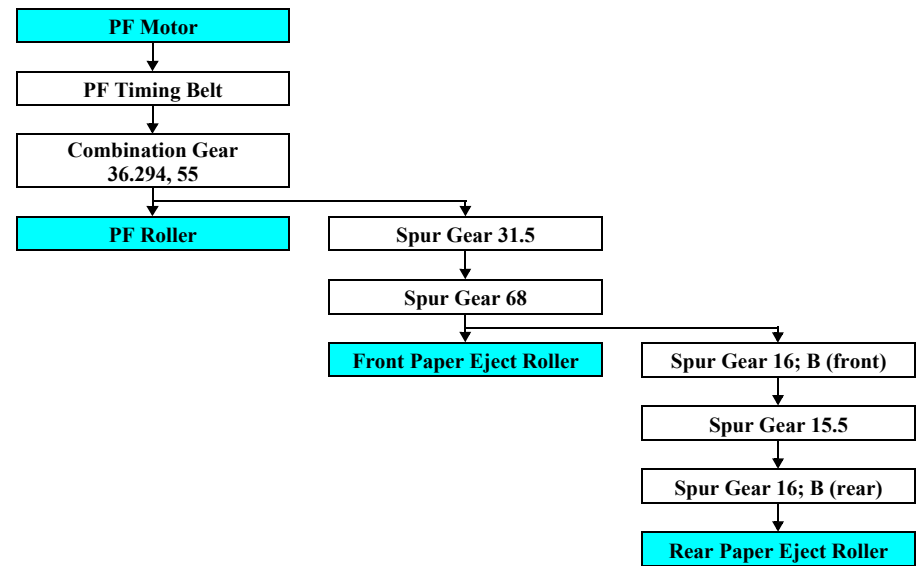 PF Motor
PF Timing Belt
Combination Gear
36.294, 55
PF Roller
Spur Gear 31.5
Spur Gear 68
Front Paper Eject Roller
Spur Gear 16; B (front)
Spur Gear 15.5
Spur Gear 16; B (rear)
Rear Paper Eject Roller